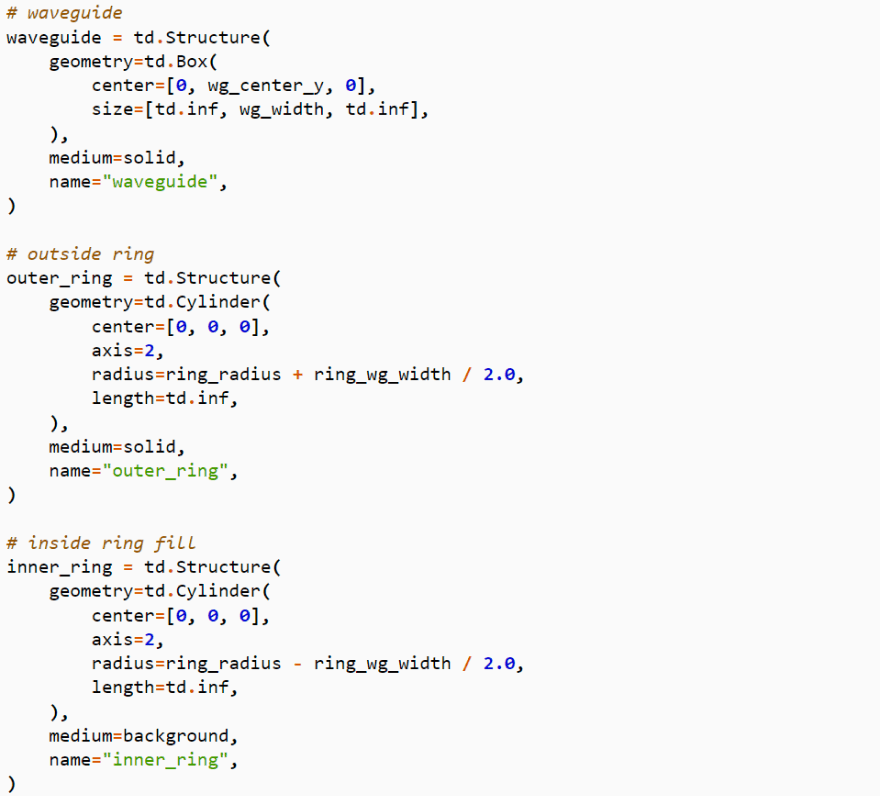 # waveguide
waveguide = td.Structure(
    geometry=td.Box(
        center=[0, wg_center_y, 0],
        size=[td.inf, wg_width, td.inf],
    ),
    medium=solid,
    name="waveguide",
)

# outside ring
outer_ring = td.Structure(
    geometry=td.Cylinder(
        center=[0, 0, 0],
        axis=2,
        radius=ring_radius + ring_wg_width / 2.0,
        length=td.inf,
    ),
    medium=solid,
    name="outer_ring",
)

# inside ring fill
inner_ring = td.Structure(
    geometry=td.Cylinder(
        center=[0, 0, 0],
        axis=2,
        radius=ring_radius - ring_wg_width / 2.0,
        length=td.inf,
    ),
    medium=background,
    name="inner_ring",
)